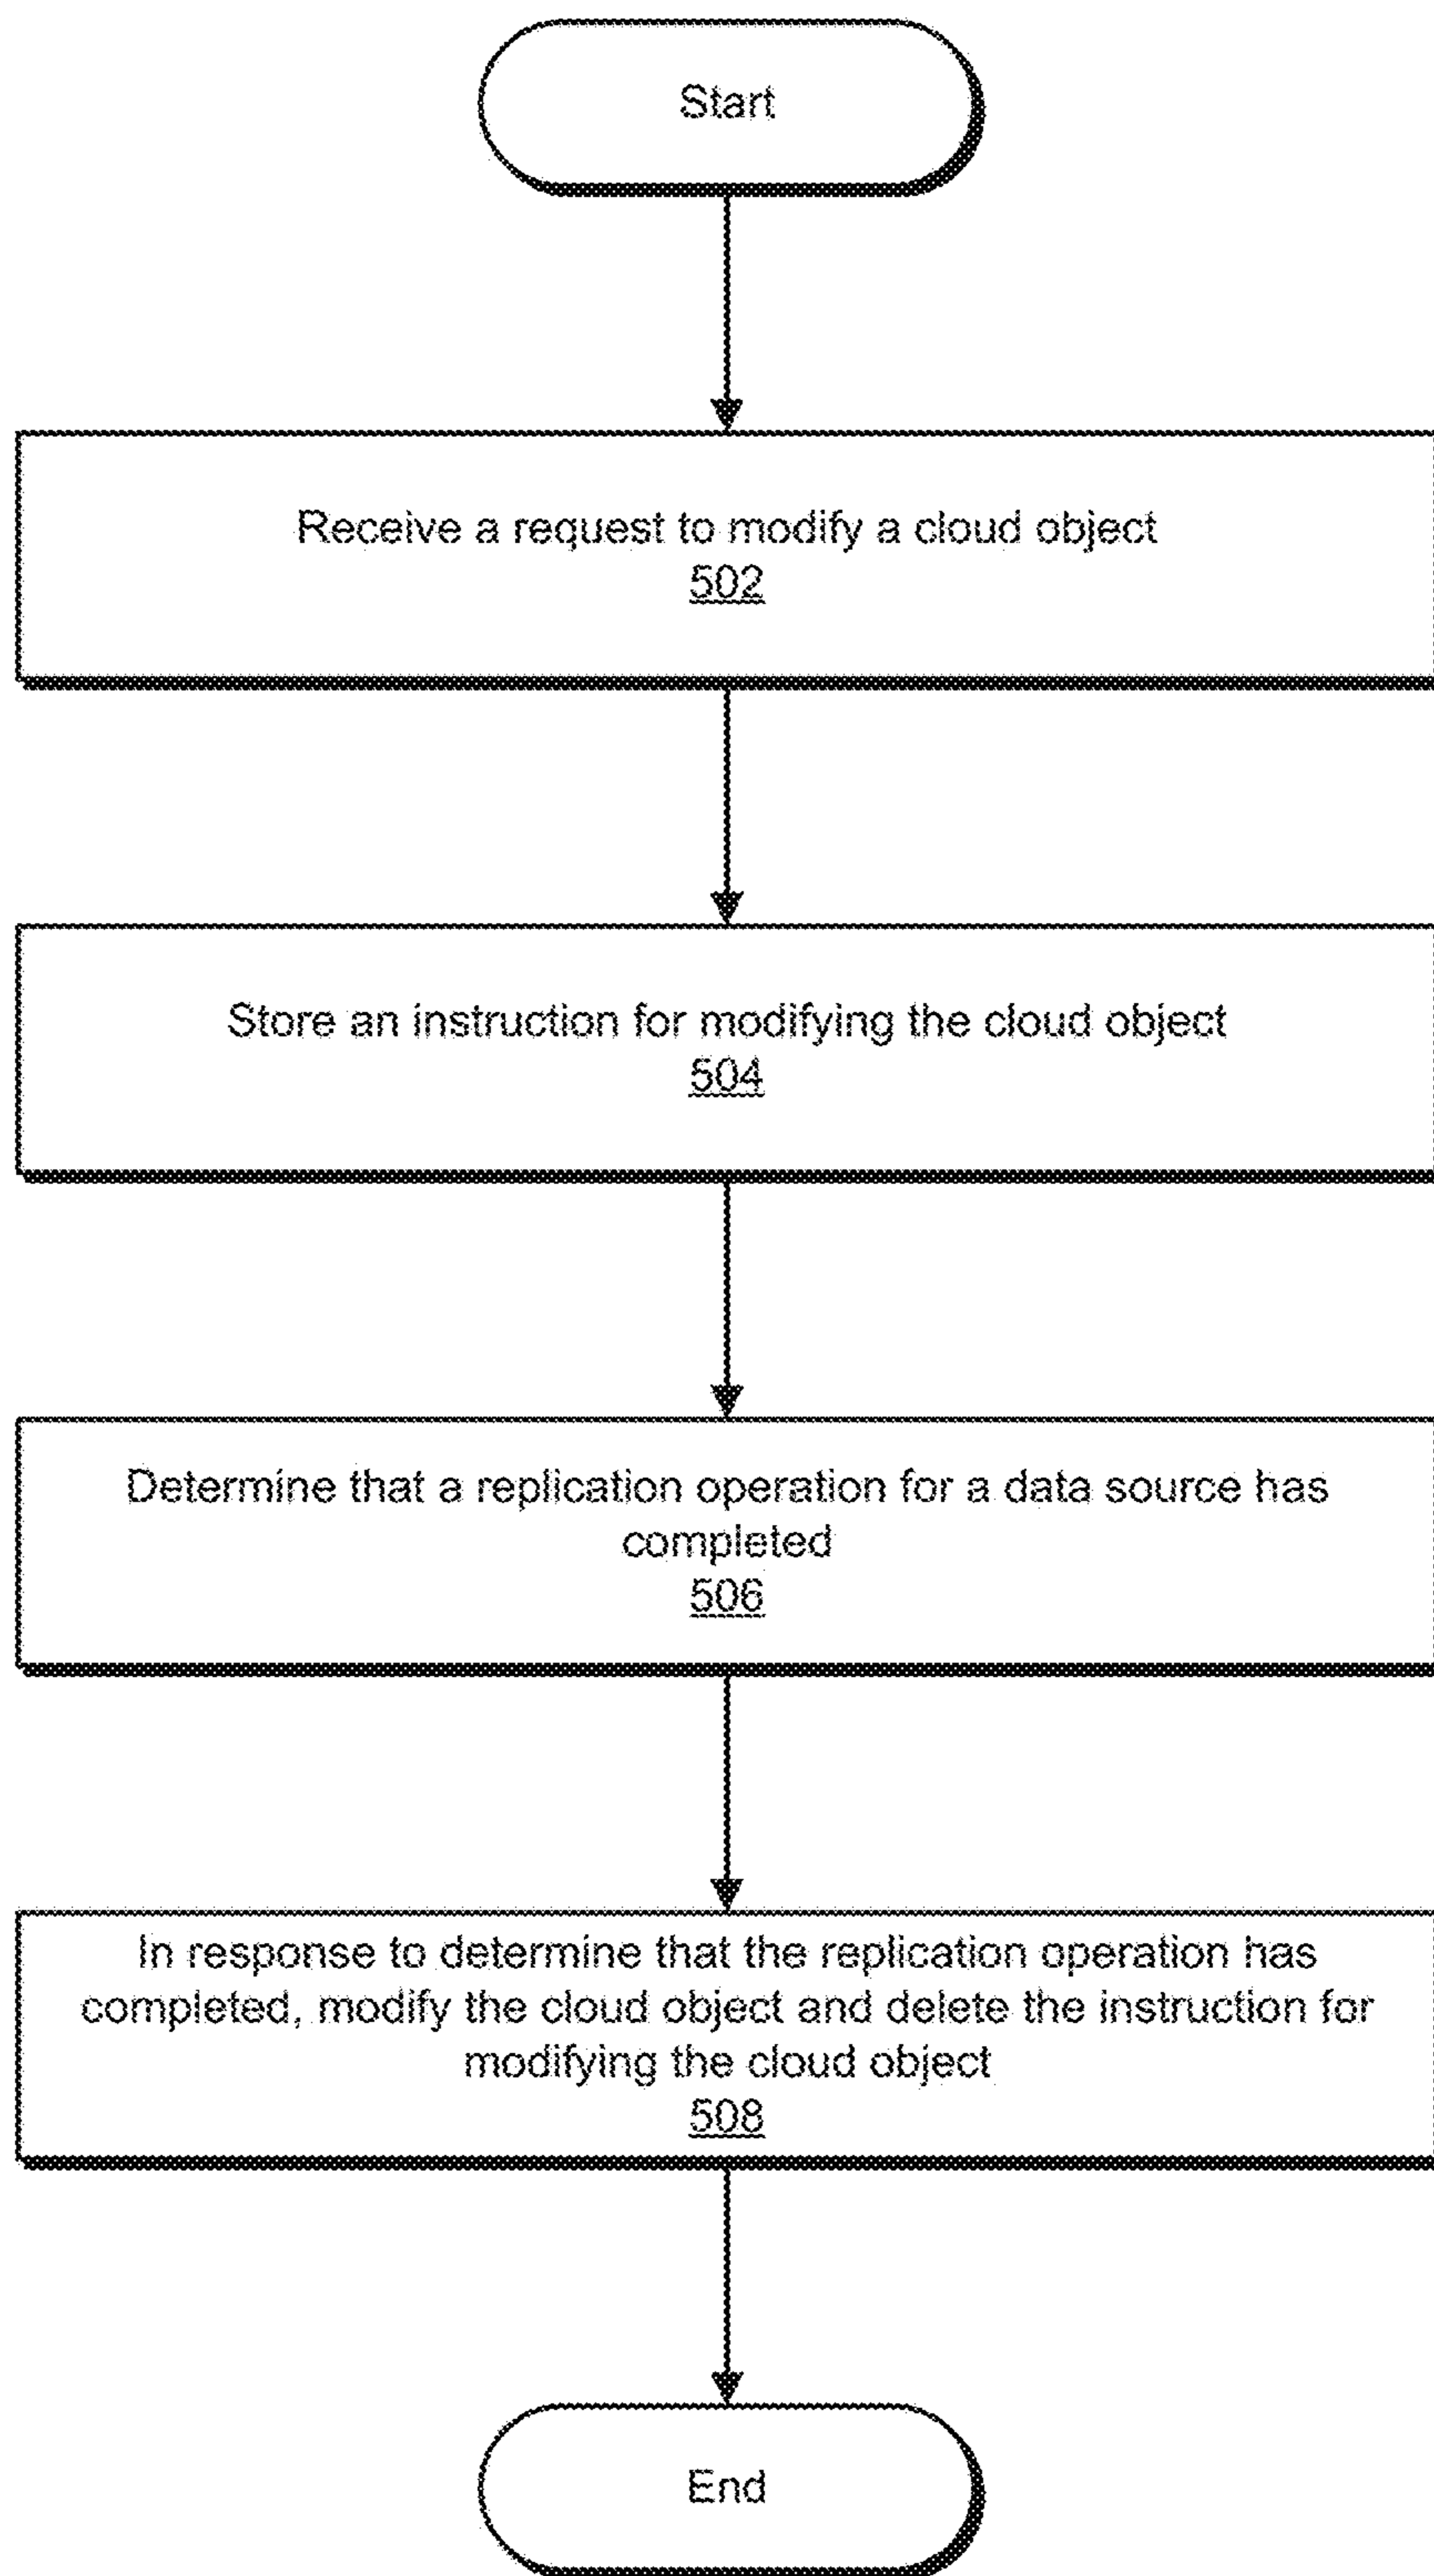 Start
Receive a request to modify a cloud object
502
Store an instruction for modifying the cloud object
504
Determine that a replication operation for a data source has
completed
506
In response to determine that the replication operation has
completed, modify the cloud object and delete the instruction for
modifying the cloud object
508
End